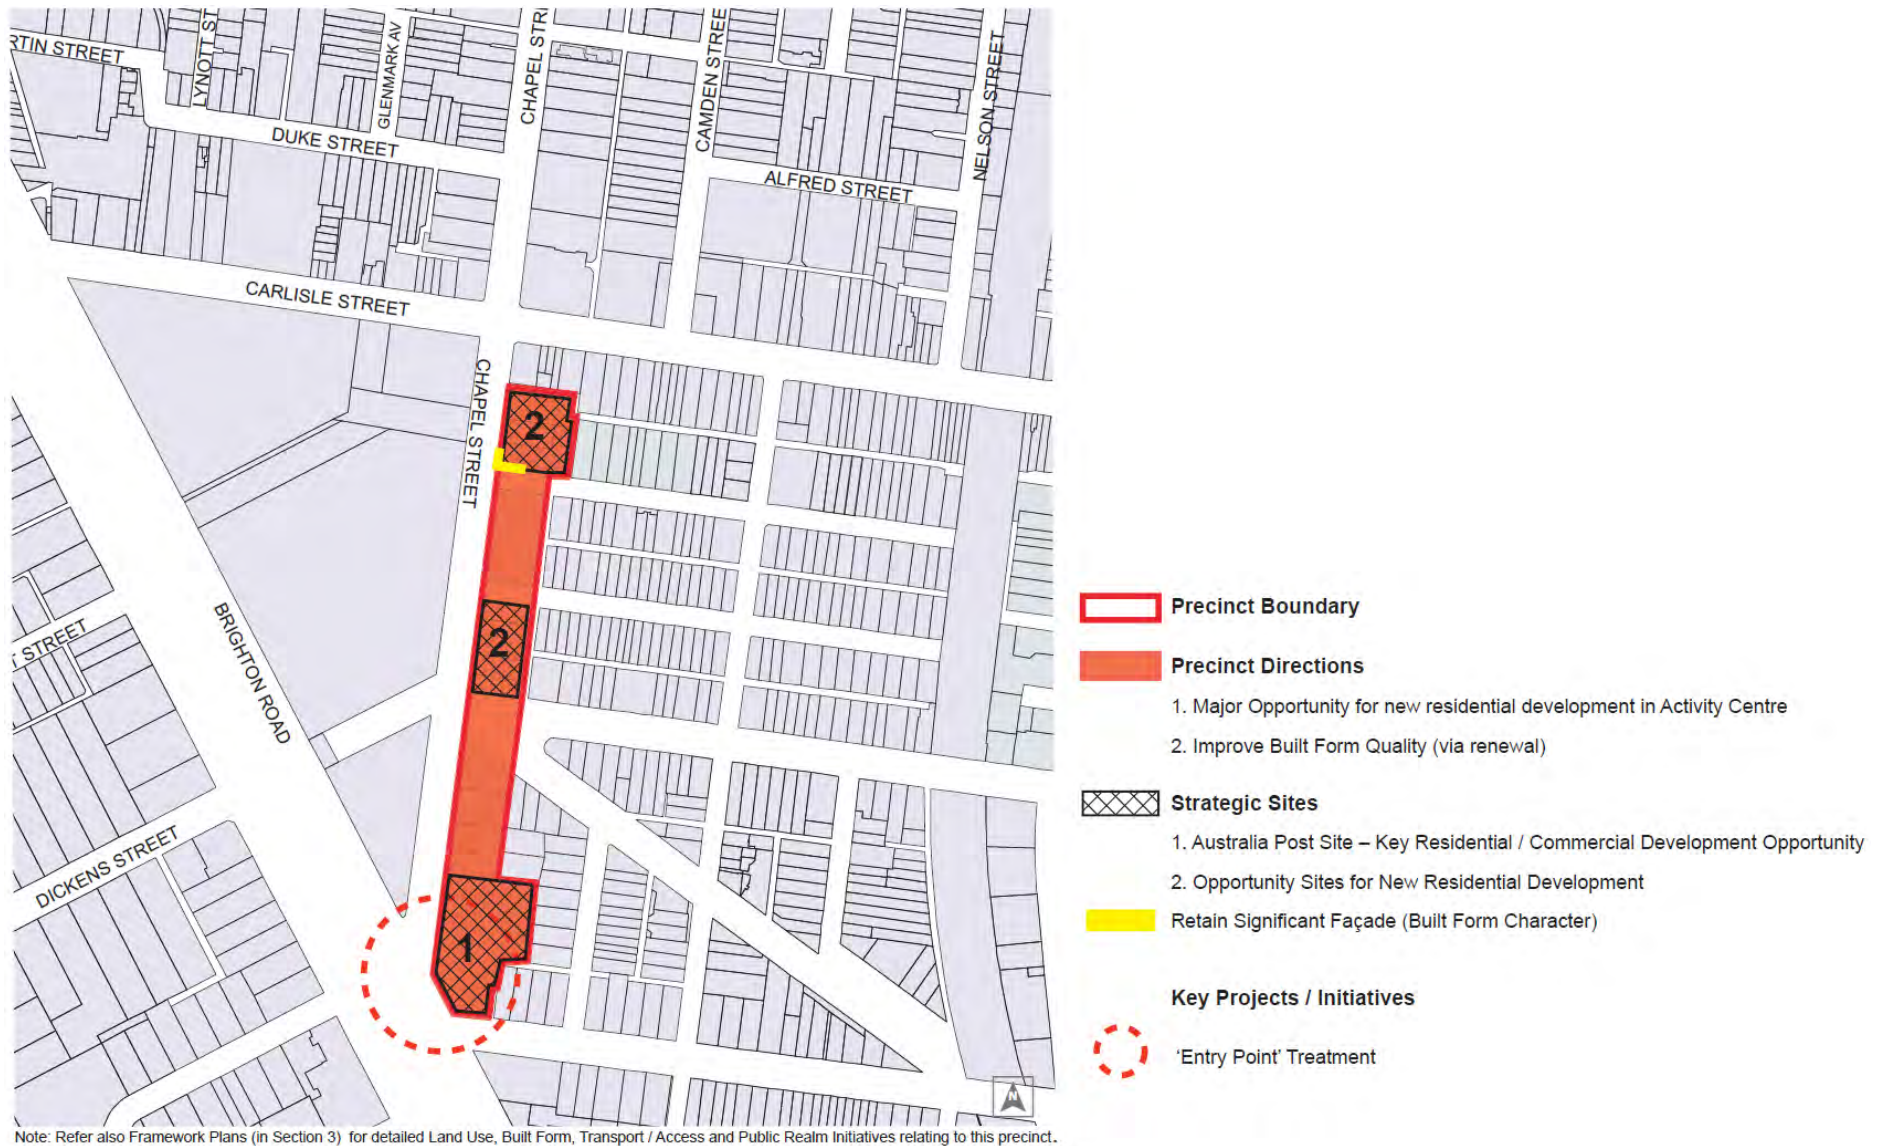 RTIN STREET
LYNOTT ST
GLENMARK AV
CHAPEL STR
CAMDEN STREE
NELSON STREET
DUKE STREET
ALFRED STREET
CARLISLE STREET
CHAPEL STREET
2
2
1
BRIGHTON ROAD
T STREET
DICKENS STREET
N
Precinct Boundary
Precinct Directions
1. Major Opportunity for new residential development in Activity Centre
2. Improve Built Form Quality (via renewal)
Strategic Sites
1. Australia Post Site – Key Residential / Commercial Development Opportunity
2. Opportunity Sites for New Residential Development
Retain Significant Façade (Built Form Character)
Key Projects / Initiatives
‘Entry Point’ Treatment
Note: Refer also Framework Plans (in Section 3) for detailed Land Use, Built Form, Transport / Access and Public Realm Initiatives relating to this precinct.